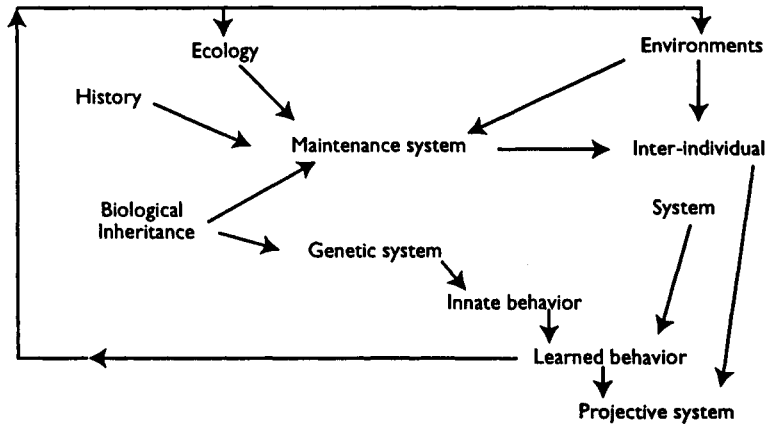 Ecology
Environments
History
Maintenance system
Inter-individual
Biological
Inheritance
System
Genetic system
Innate behavior
Learned behavior
Projective system